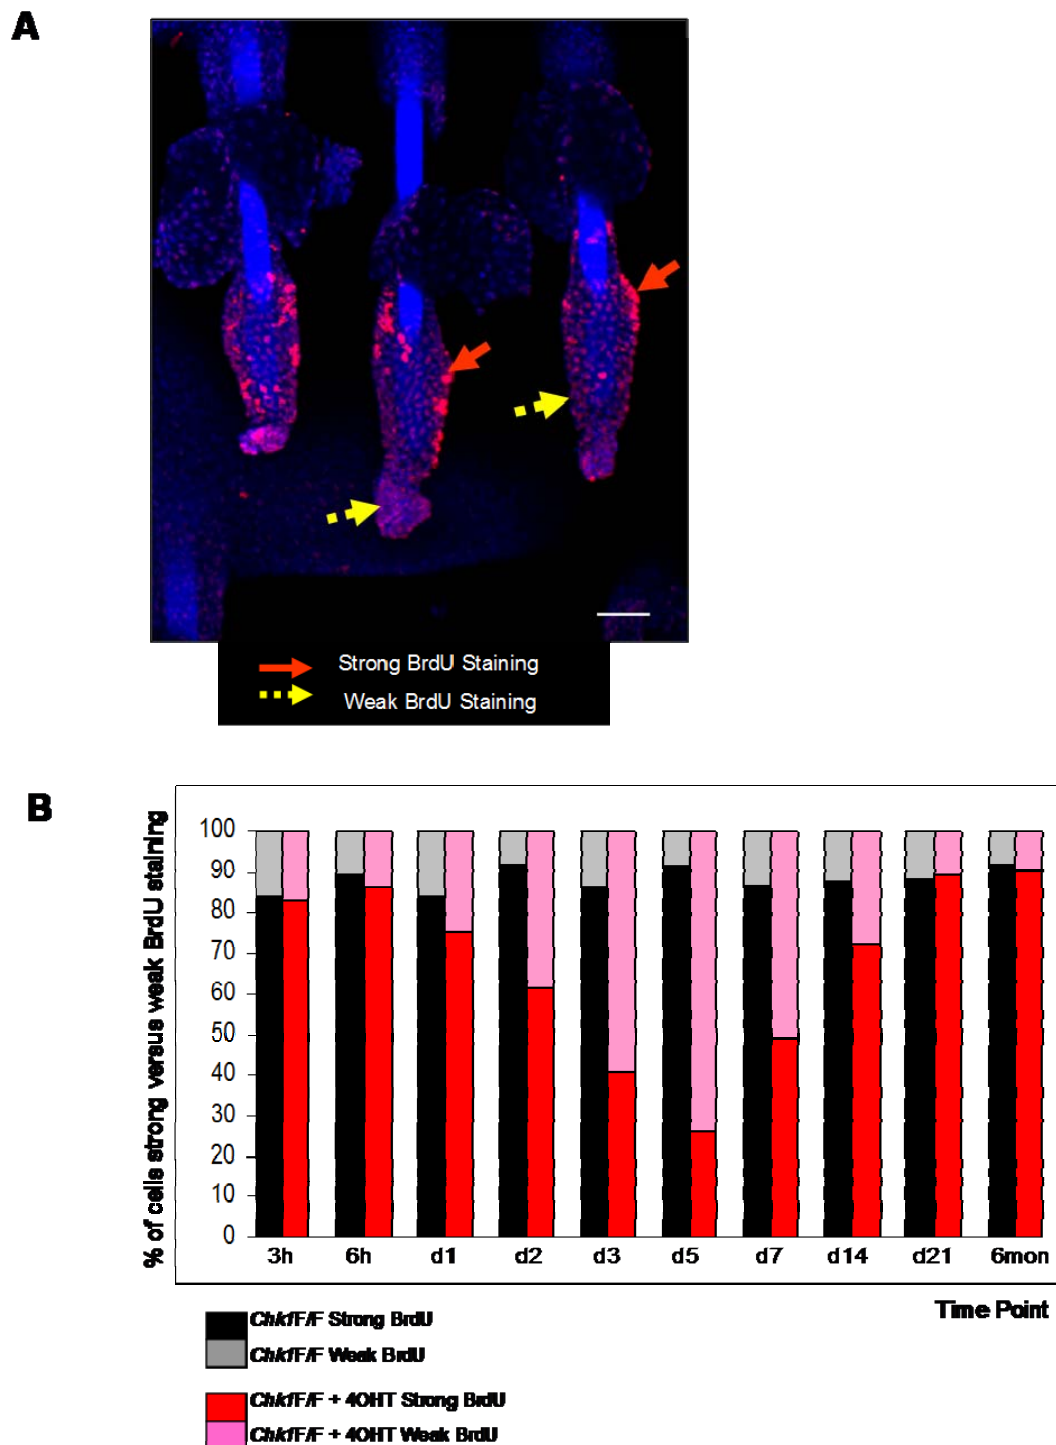 A
Strong BrdU Staining
Weak BrdU Staining
B
% of cells strong versus weak BrdU staining
100
90
80
70
60
50
40
30
20
10
0
3h 6h d1 d2 d3 d5 d7 d14 d21 6mon
Time Point
Chk1F/F Strong BrdU
Chk1F/F Weak BrdU
Chk1F/F + 4OHT Strong BrdU
Chk1F/F + 4OHT Weak BrdU